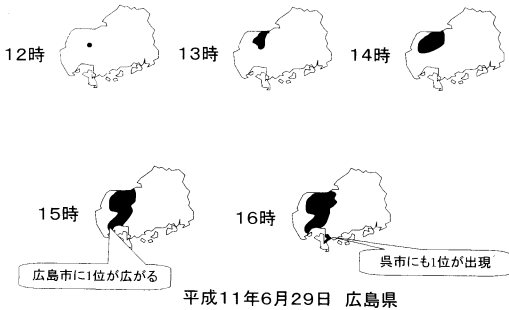 12時
13時
14時
15時
16時
広島市に1位が広がる
呉市にも1位が出現
平成11年6月29日 広島県